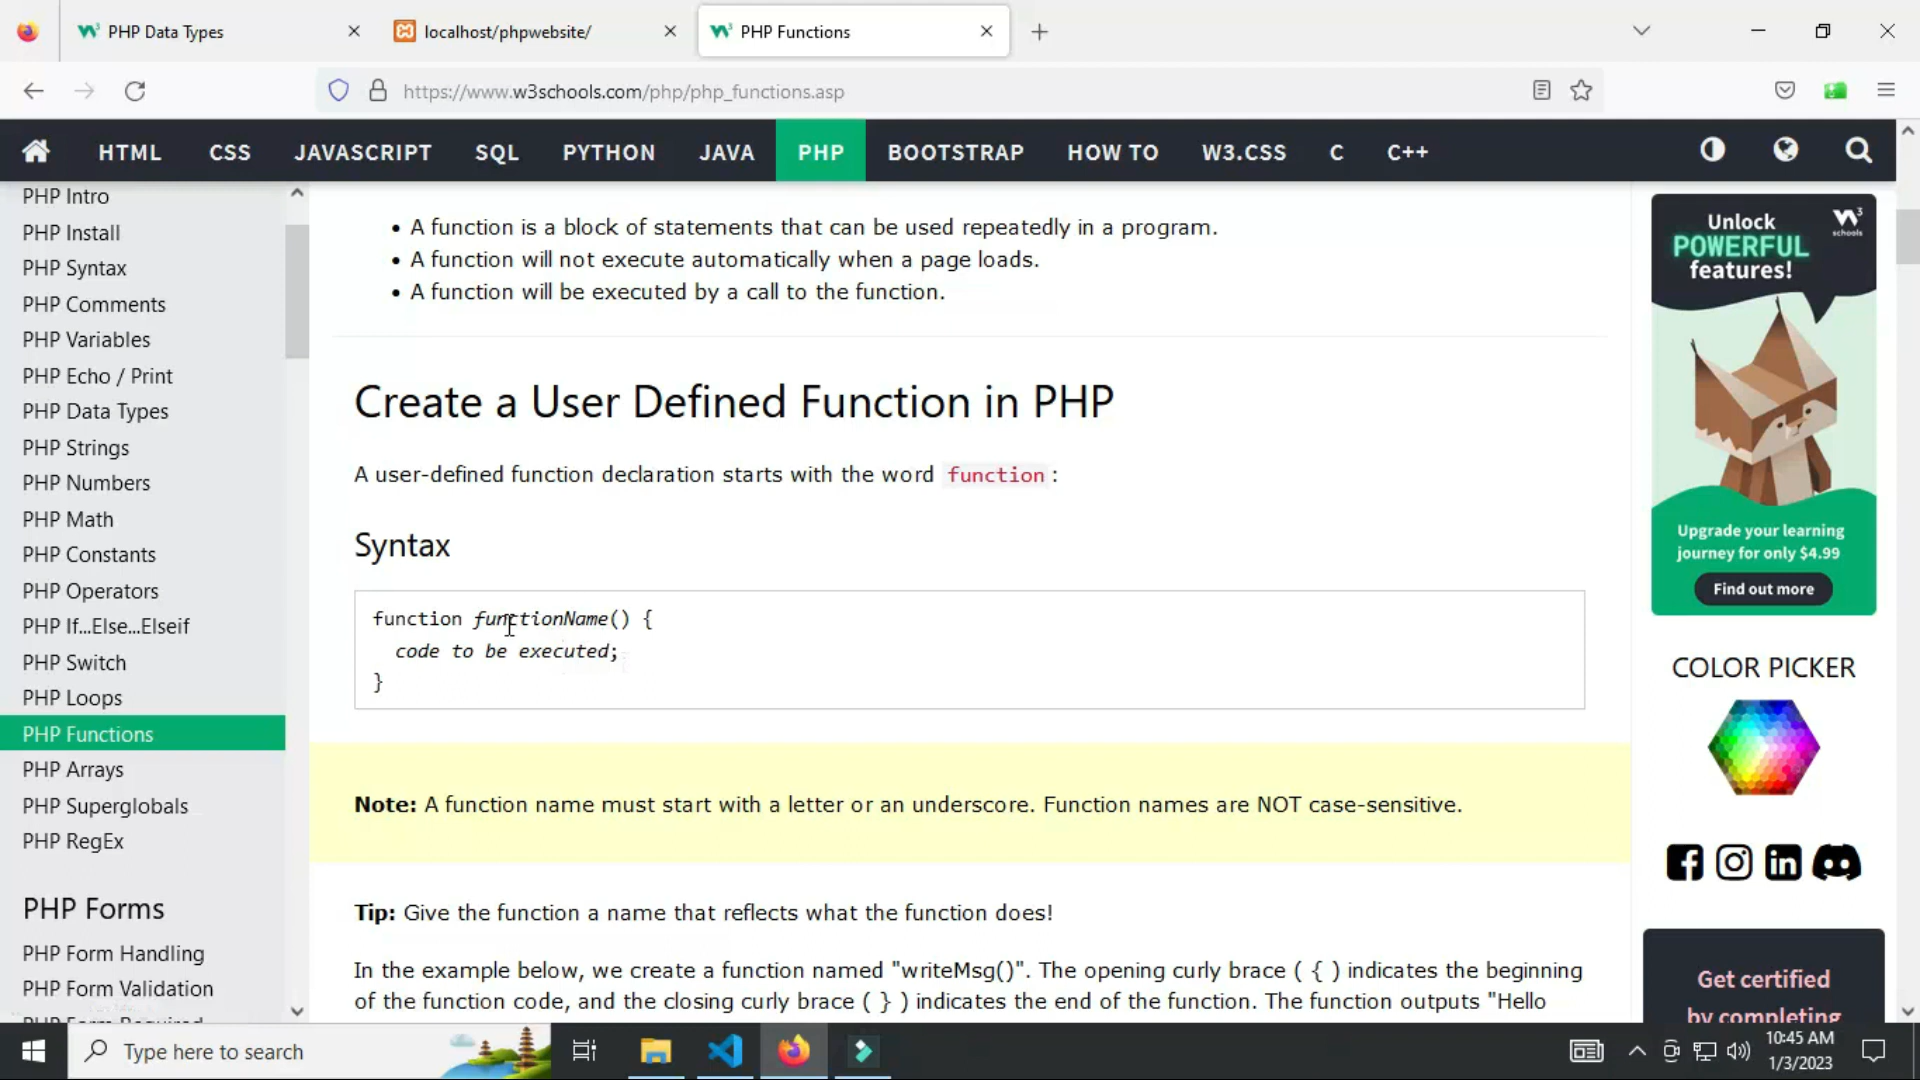 PHP Data Types
localhost/phpwebsite/
PHP Functions
https://www.w3schools.com/php/php_functions.asp
HTML CSS JAVASCRIPT SQL PYTHON JAVA PHP BOOTSTRAP HOW TO W3.CSS C C++
PHP Intro
PHP Install
PHP Syntax
PHP Comments
PHP Variables
PHP Echo / Print
PHP Data Types
PHP Strings
PHP Numbers
PHP Math
PHP Constants
PHP Operators
PHP If...Else...Elseif
PHP Switch
PHP Loops
PHP Functions
PHP Arrays
PHP Superglobals
PHP RegEx
PHP Forms
PHP Form Handling
PHP Form Validation
• A function is a block of statements that can be used repeatedly in a program.
• A function will not execute automatically when a page loads.
• A function will be executed by a call to the function.
Create a User Defined Function in PHP
A user-defined function declaration starts with the word function:
Syntax
function functionName() {
code to be executed;
}
Note: A function name must start with a letter or an underscore. Function names are NOT case-sensitive.
Tip: Give the function a name that reflects what the function does!
In the example below, we create a function named "writeMsg()". The opening curly brace ( { ) indicates the beginning
of the function code, and the closing curly brace ( } ) indicates the end of the function. The function outputs "Hello
Unlock
POWERFUL
features!
W3
schools
Upgrade your learning
journey for only $4.99
Find out more
COLOR PICKER
Get certified
by completing
Type here to search
10:45 AM
1/3/2023